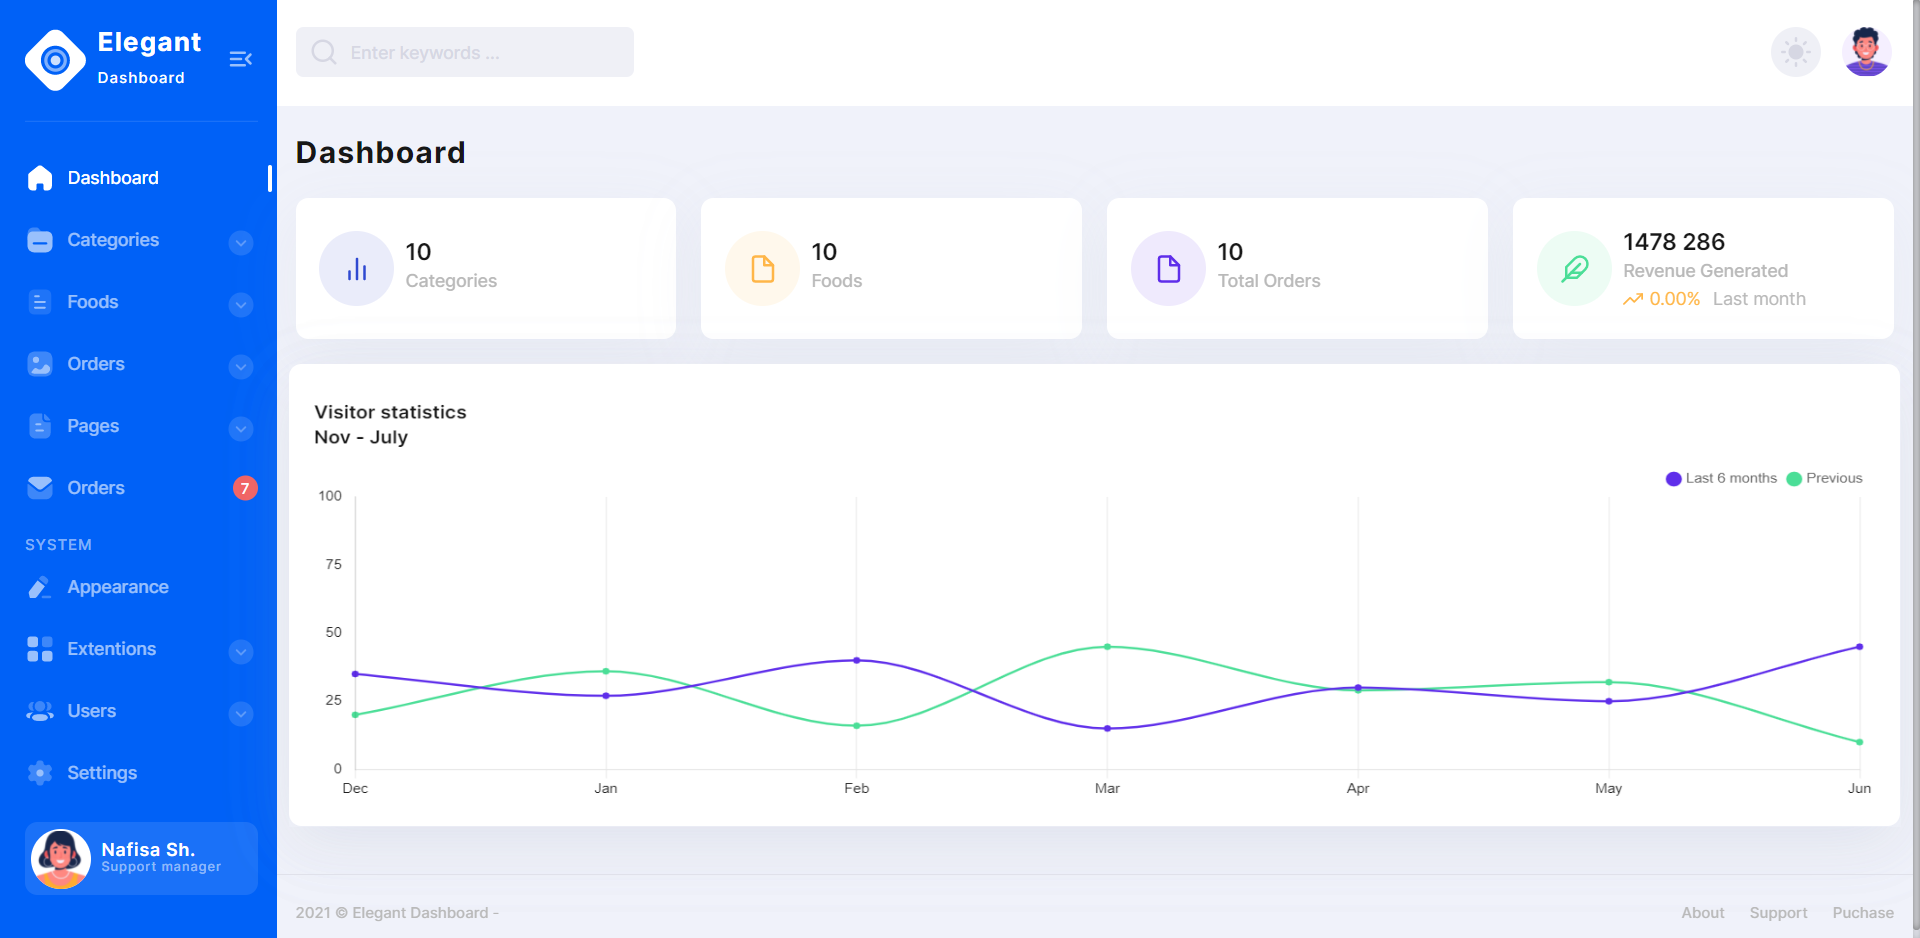 Elegant
Dashboard
Dashboard
Categories
Foods
Orders
Pages
Orders
7
SYSTEM
Appearance
Extentions
Users
Settings
Nafisa Sh.
Support manager
Enter keywords ...
Dashboard
10
Categories
10
Foods
10
Total Orders
1478 286
Revenue Generated
0.00% Last month
Visitor statistics
Nov - July
Last 6 months Previous
100
75
50
25
0
Dec Jan Feb Mar Apr May Jun
2021 © Elegant Dashboard -
About Support Puchase